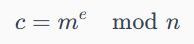 c = m^e mod n